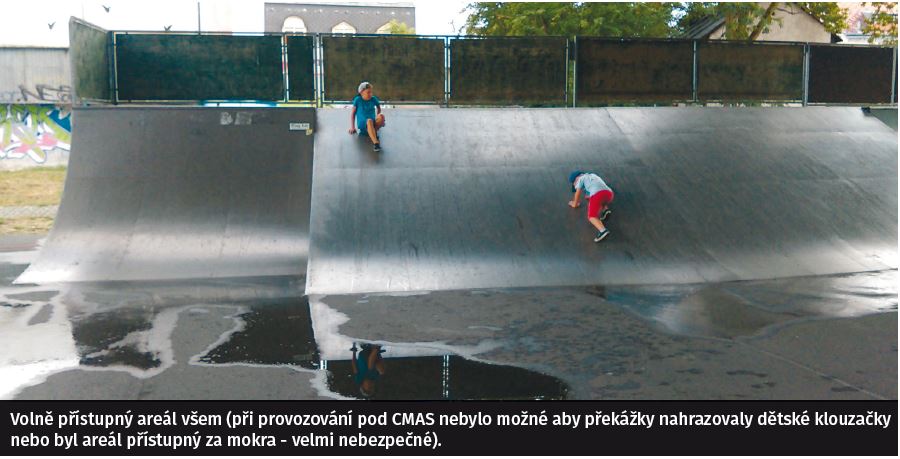 Volně přístupný areál všem (při provozování pod CMAS nebylo možné aby překážky nahrazovaly dětské klouzačky
nebo byl areál přístupný za mokra - velmi nebezpečné).